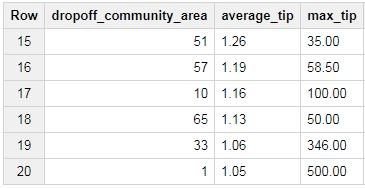 Row dropoff_community_area average_tip max_tip
15 51 1.26 35.00
16 57 1.19 58.50
17 10 1.16 100.00
18 65 1.13 50.00
19 33 1.06 346.00
20 1 1.05 500.00